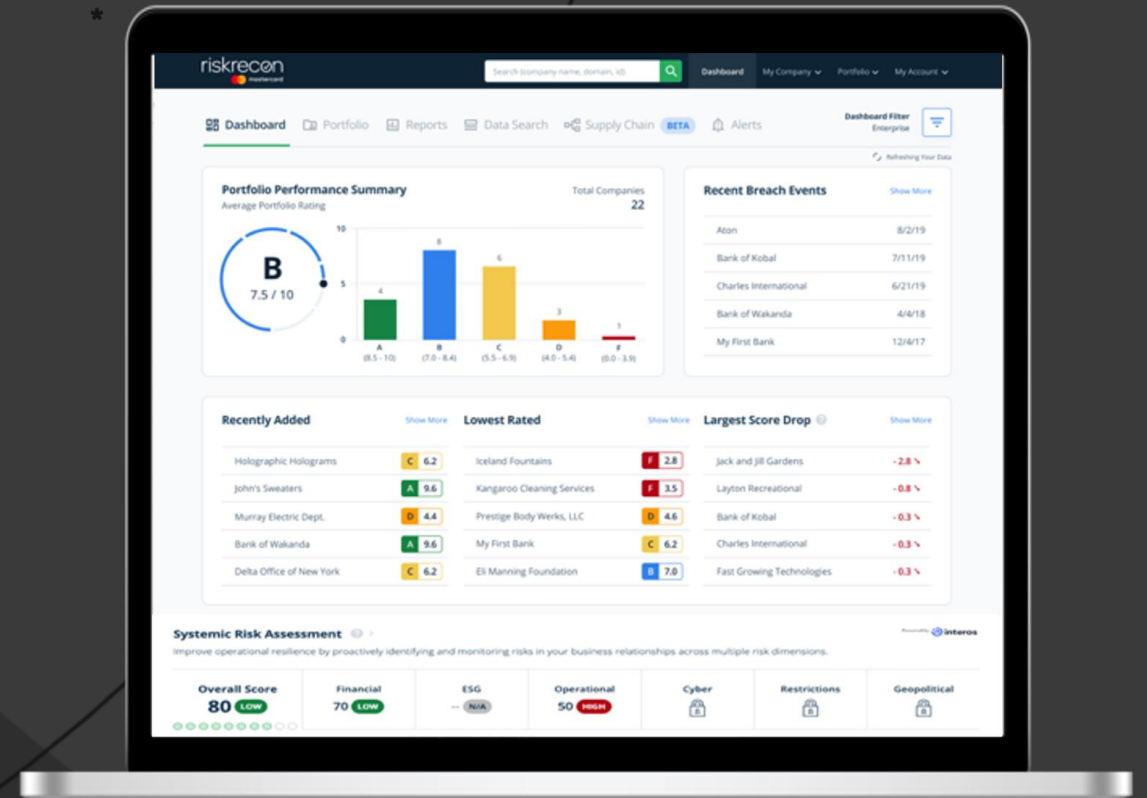 *
riskrecon
mastercard
Search (company name, domain, id)
Dashboard
My Company
Portfolio
My Account
Dashboard
Portfolio
Reports
Data Search
Supply Chain
BETA
Alerts
Dashboard Filter
Enterprise
Refreshing Your Data
Portfolio Performance Summary
Average Portfolio Rating
Total Companies
22
B
7.5 / 10
10
5
0
4
8
6
3
1
A
(8.5 - 10)
B
(7.0 - 8.4)
C
(5.5 - 6.9)
D
(4.0 - 5.4)
F
(0.0 - 3.9)
Recent Breach Events
Show More
Aton 8/2/19
Bank of Kobal 7/11/19
Charles International 6/21/19
Bank of Wakanda 4/4/18
My First Bank 12/4/17
Recently Added
Show More
Holographic Holograms C 6.2
John's Sweaters A 9.6
Murray Electric Dept. D 4.4
Bank of Wakanda A 9.6
Delta Office of New York C 6.2
Lowest Rated
Show More
Iceland Fountains F 2.8
Kangaroo Cleaning Services F 3.5
Prestige Body Werks, LLC D 4.6
My First Bank C 6.2
Eli Manning Foundation B 7.0
Largest Score Drop
Show More
Jack and Jill Gardens - 2.8
Layton Recreational - 0.8
Bank of Kobal - 0.3
Charles International - 0.3
Fast Growing Technologies - 0.3
Systemic Risk Assessment
Powered by interos
Improve operational resilience by proactively identifying and monitoring risks in your business relationships across multiple risk dimensions.
Overall Score
80 LOW
Financial
70 LOW
ESG
-- N/A
Operational
50 HIGH
Cyber
Restrictions
Geopolitical